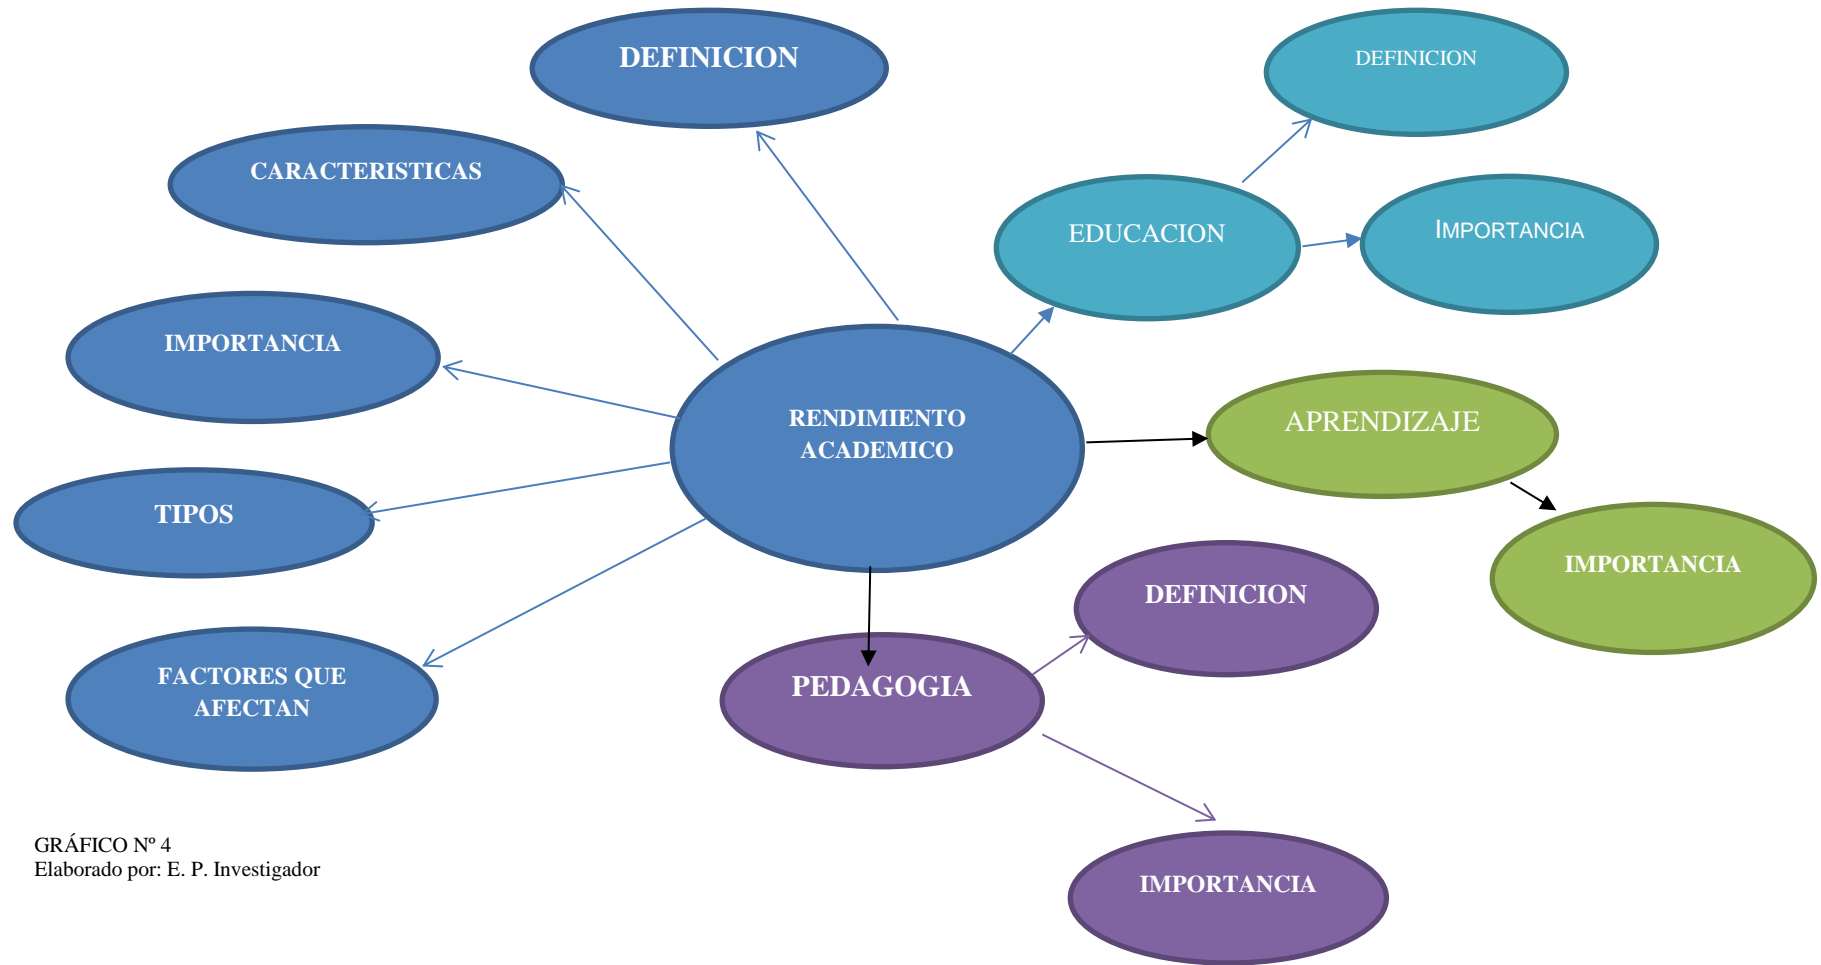 DEFINICION
DEFINICION
CARACTERISTICAS
EDUCACION
IMPORTANCIA
IMPORTANCIA
RENDIMIENTO
ACADEMICO
APRENDIZAJE
TIPOS
IMPORTANCIA
DEFINICION
FACTORES QUE
AFECTAN
PEDAGOGIA
IMPORTANCIA
GRÁFICO Nº 4
Elaborado por: E. P. Investigador